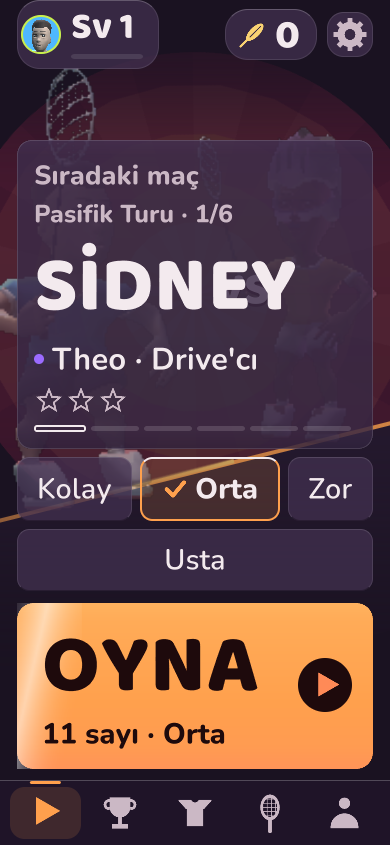 Sv 1
0
Sıradaki maç
Pasifik Turu · 1/6
SİDNEY
Theo · Drive'cı
Kolay
Orta
Zor
Usta
OYNA
11 sayı · Orta